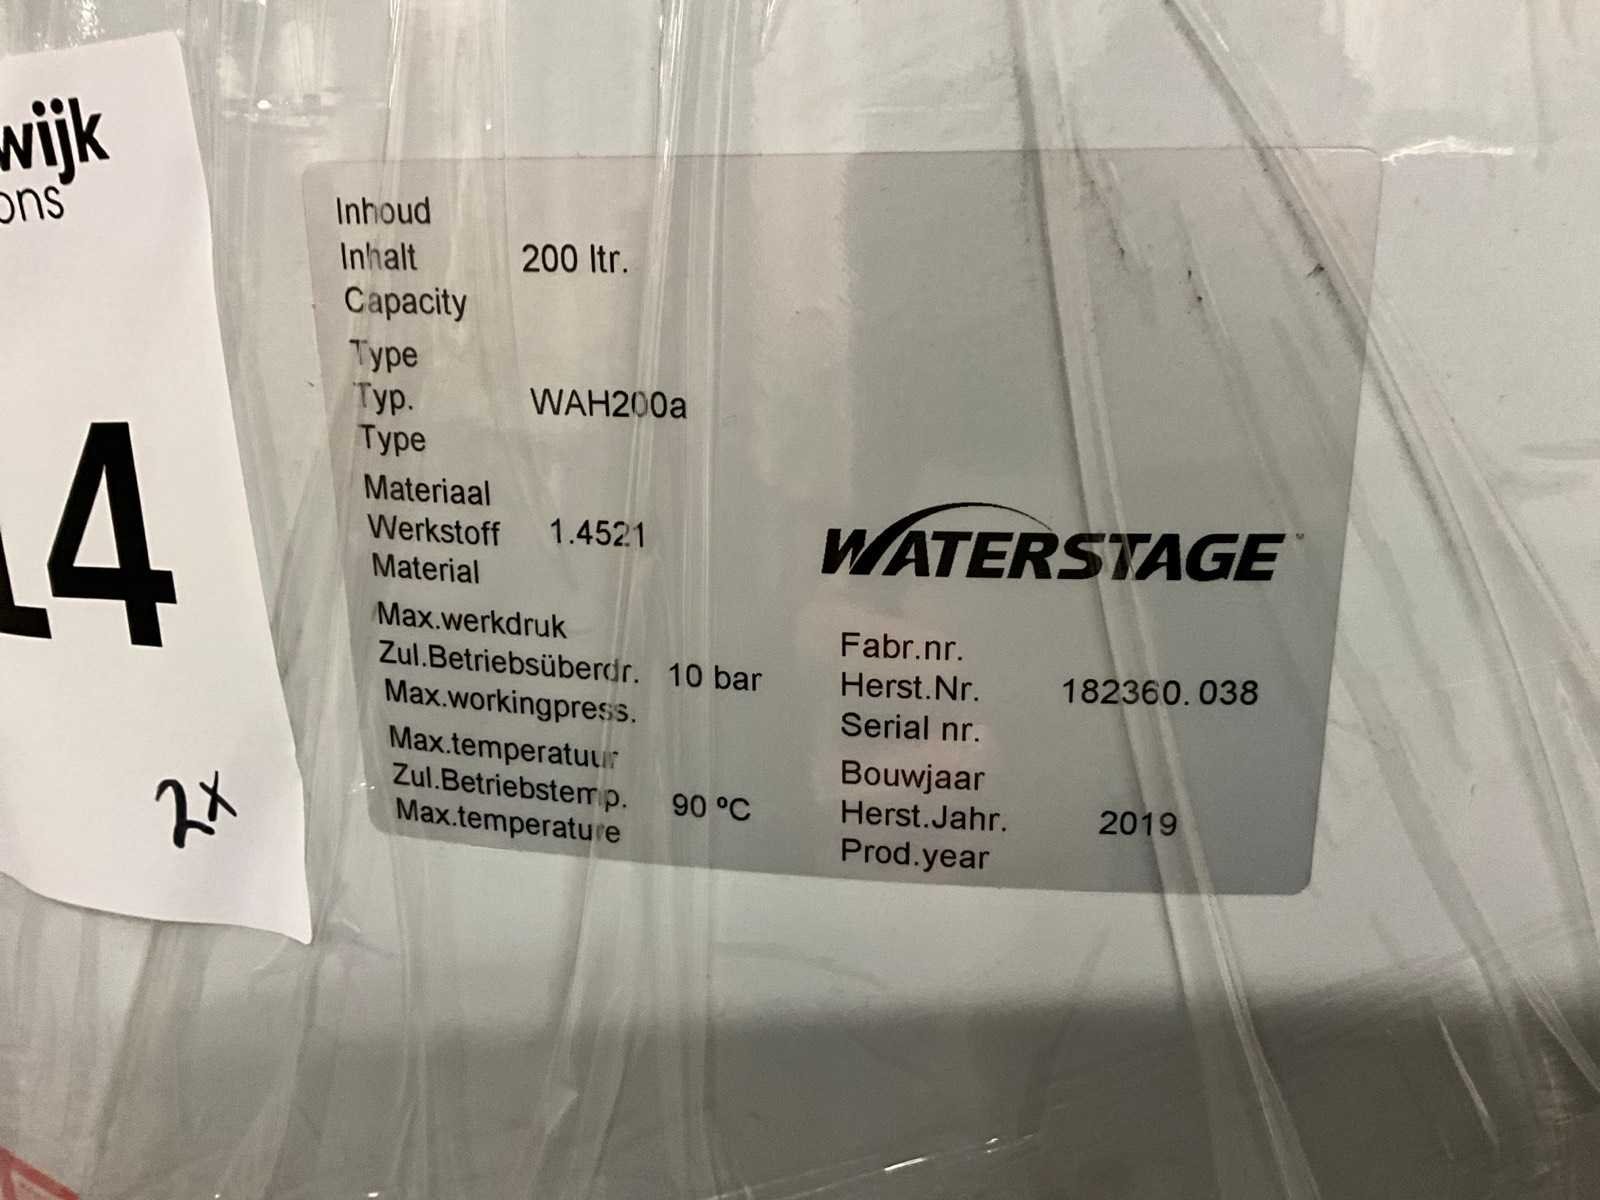 wijk
ons
14
2x
Inhoud
Inhalt 200 ltr.
Capacity
Type
Typ. WAH200a
Type
Materiaal
Werkstoff 1.4521
Material
Max.werkdruk
Zul.Betriebsüberdr. 10 bar
Max.workingpress.
Max.temperatuur
Zul.Betriebstemp. 90 ºC
Max.temperature
WATERSTAGE™
Fabr.nr.
Herst.Nr. 182360.038
Serial nr.
Bouwjaar
Herst.Jahr. 2019
Prod.year